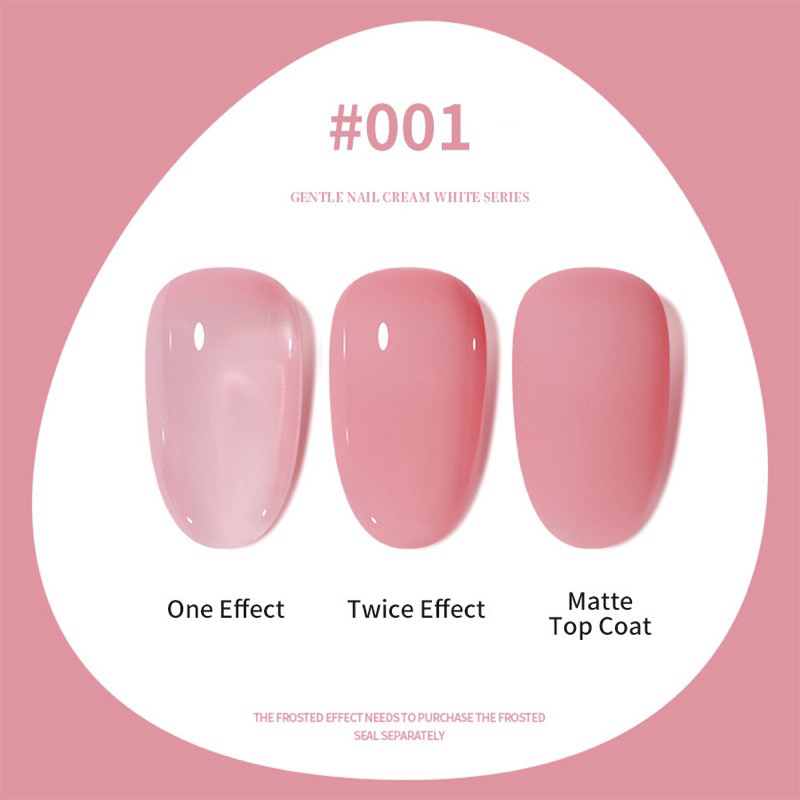 #001
GENTLE NAIL CREAM WHITE SERIES
One Effect
Twice Effect
Matte
Top Coat
THE FROSTED EFFECT NEEDS TO PURCHASE THE FROSTED
SEAL SEPARATELY